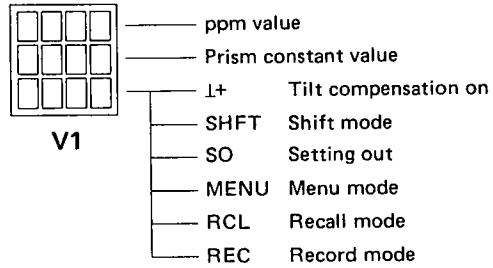 ppm value
Prism constant value
⊥+ Tilt compensation on
V1
SHFT Shift mode
SO Setting out
MENU Menu mode
RCL Recall mode
REC Record mode